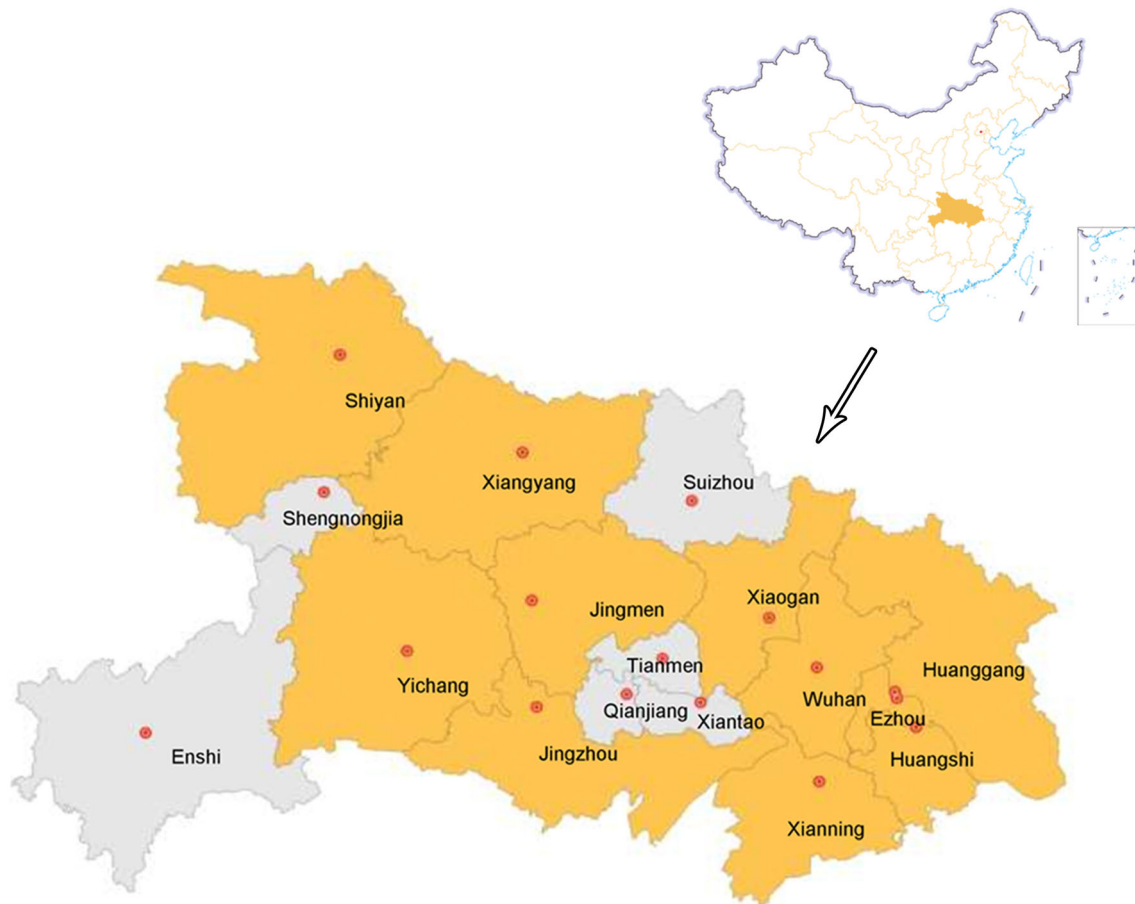 Shiyan
Xiangyang
Suizhou
Shengnongjia
Xiaogan
Jingmen
Tianmen
Huanggang
Yichang
Wuhan
Qianjiang
Xiantao
Ezhou
Enshi
Jingzhou
Huangshi
Xianning